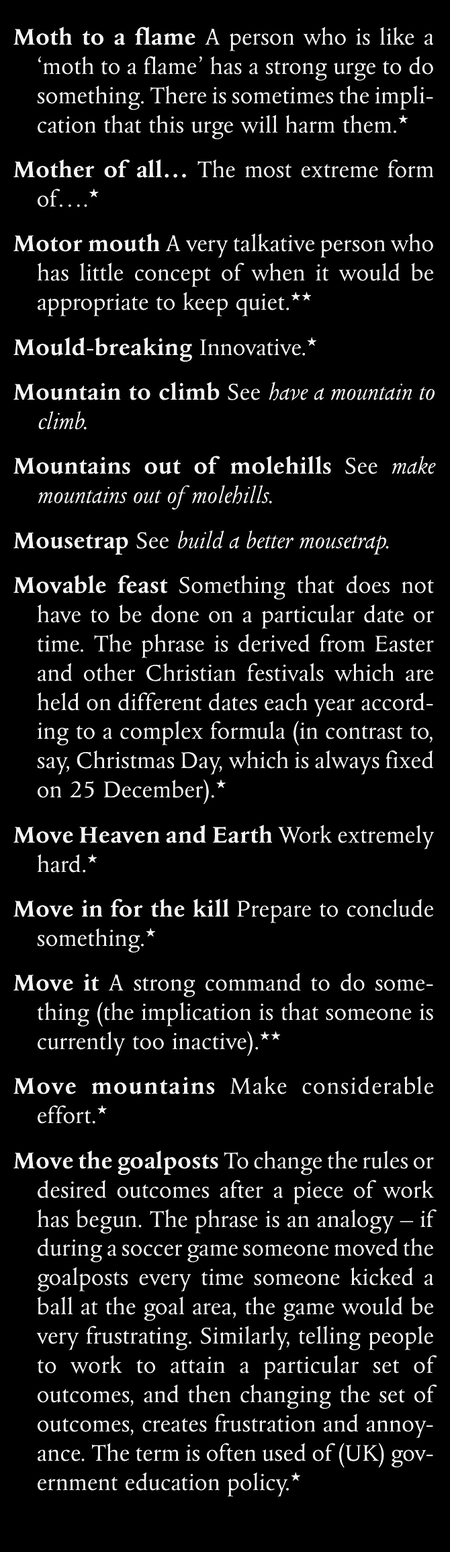 Moth to a flame A person who is like a
‘moth to a flame’ has a strong urge to do
something. There is sometimes the impli-
cation that this urge will harm them.★
Mother of all… The most extreme form
of….★
Motor mouth A very talkative person who
has little concept of when it would be
appropriate to keep quiet.★★
Mould-breaking Innovative.★
Mountain to climb See have a mountain to
climb.
Mountains out of molehills See make
mountains out of molehills.
Mousetrap See build a better mousetrap.
Movable feast Something that does not
have to be done on a particular date or
time. The phrase is derived from Easter
and other Christian festivals which are
held on different dates each year accord-
ing to a complex formula (in contrast to,
say, Christmas Day, which is always fixed
on 25 December).★
Move Heaven and Earth Work extremely
hard.★
Move in for the kill Prepare to conclude
something.★
Move it A strong command to do some-
thing (the implication is that someone is
currently too inactive).★★
Move mountains Make considerable
effort.★
Move the goalposts To change the rules or
desired outcomes after a piece of work
has begun. The phrase is an analogy – if
during a soccer game someone moved the
goalposts every time someone kicked a
ball at the goal area, the game would be
very frustrating. Similarly, telling people
to work to attain a particular set of
outcomes, and then changing the set of
outcomes, creates frustration and annoy-
ance. The term is often used of (UK) gov-
ernment education policy.★